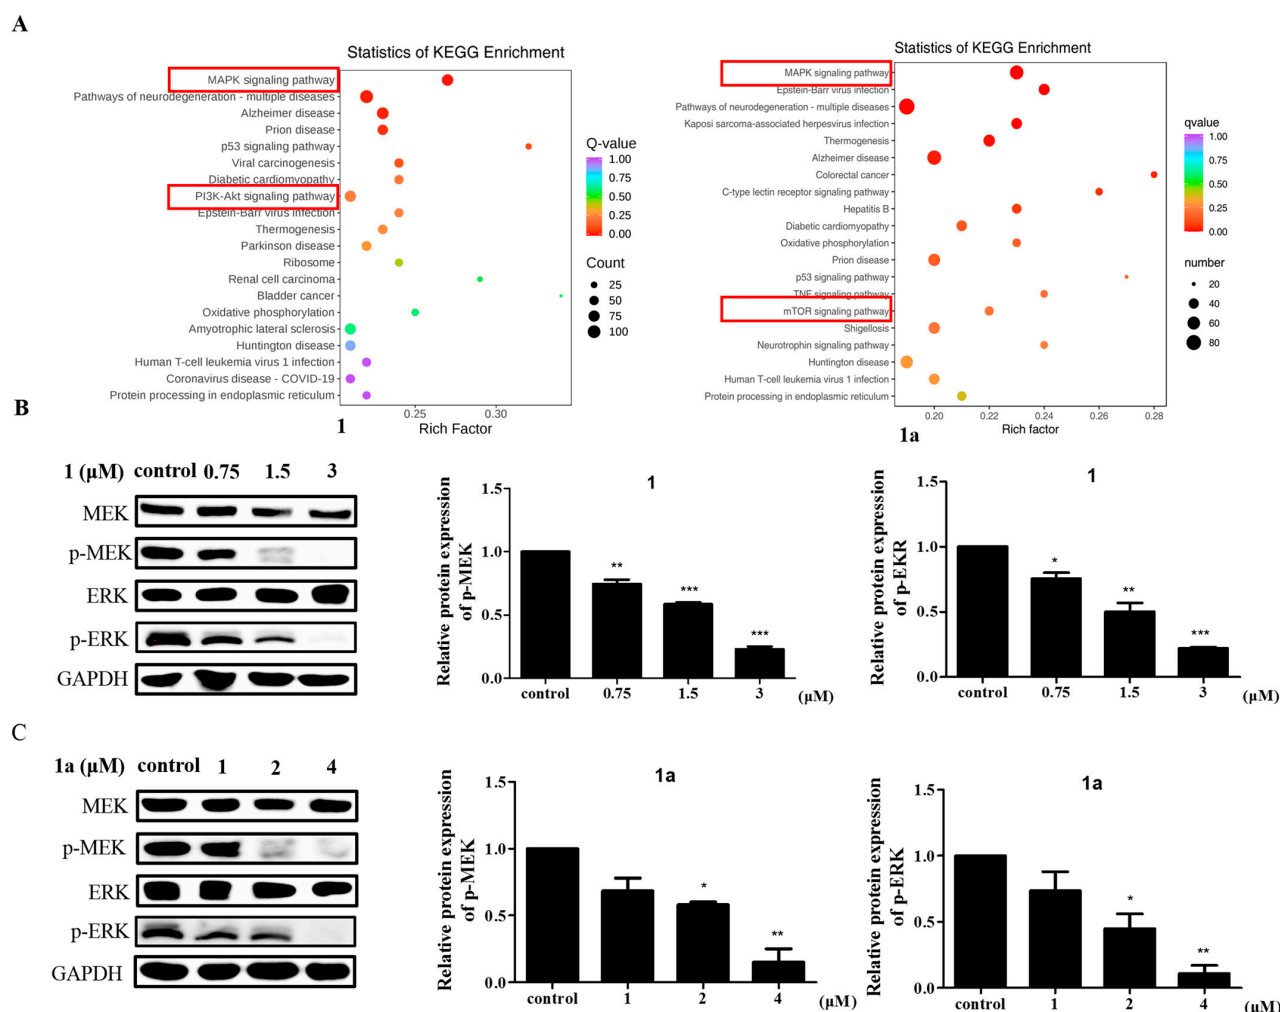 A
Statistics of KEGG Enrichment
MAPK signaling pathway
Pathways of neurodegeneration - multiple diseases
Alzheimer disease
Prion disease
p53 signaling pathway
Viral carcinogenesis
Diabetic cardiomyopathy
PI3K-Akt signaling pathway
Epstein-Barr virus infection
Thermogenesis
Parkinson disease
Ribosome
Renal cell carcinoma
Bladder cancer
Oxidative phosphorylation
Amyotrophic lateral sclerosis
Huntington disease
Human T-cell leukemia virus 1 infection
Coronavirus disease - COVID-19
Protein processing in endoplasmic reticulum
0.25 0.30
Rich Factor
1
Q-value
1.00
0.75
0.50
0.25
0.00
Count
25
50
75
100
Statistics of KEGG Enrichment
MAPK signaling pathway
Epstein-Barr virus infection
Pathways of neurodegeneration - multiple diseases
Kaposi sarcoma-associated herpesvirus infection
Thermogenesis
Alzheimer disease
Colorectal cancer
C-type lectin receptor signaling pathway
Hepatitis B
Diabetic cardiomyopathy
Oxidative phosphorylation
Prion disease
p53 signaling pathway
TNF signaling pathway
mTOR signaling pathway
Shigellosis
Neurotrophin signaling pathway
Huntington disease
Human T-cell leukemia virus 1 infection
Protein processing in endoplasmic reticulum
0.20 0.22 0.24 0.26 0.28
Rich factor
1a
qvalue
1.00
0.75
0.50
0.25
0.00
number
20
40
60
80
B
1 (μM) control 0.75 1.5 3
MEK
p-MEK
ERK
p-ERK
GAPDH
1
Relative protein expression
of p-MEK
1.5
1.0
0.5
0.0
** *** ***
control 0.75 1.5 3 (μM)
1
Relative protein expression
of p-EKR
1.5
1.0
0.5
0.0
* ** ***
control 0.75 1.5 3 (μM)
C
1a (μM) control 1 2 4
MEK
p-MEK
ERK
p-ERK
GAPDH
1a
Relative protein expression
of p-MEK
1.5
1.0
0.5
0.0
* **
control 1 2 4 (μM)
1a
Relative protein expression
of p-ERK
1.5
1.0
0.5
0.0
* **
control 1 2 4 (μM)